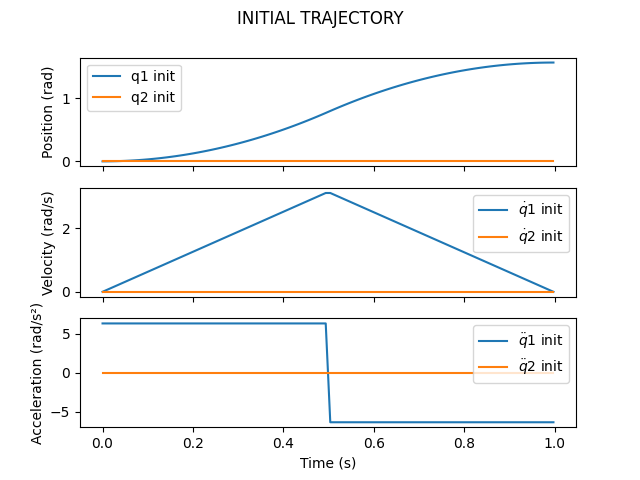 INITIAL TRAJECTORY
Position (rad)
1
0
q1 init
q2 init
Velocity (rad/s)
2
0
q̇1 init
q̇2 init
Acceleration (rad/s²)
5
0
−5
q̈1 init
q̈2 init
0.0 0.2 0.4 0.6 0.8 1.0
Time (s)